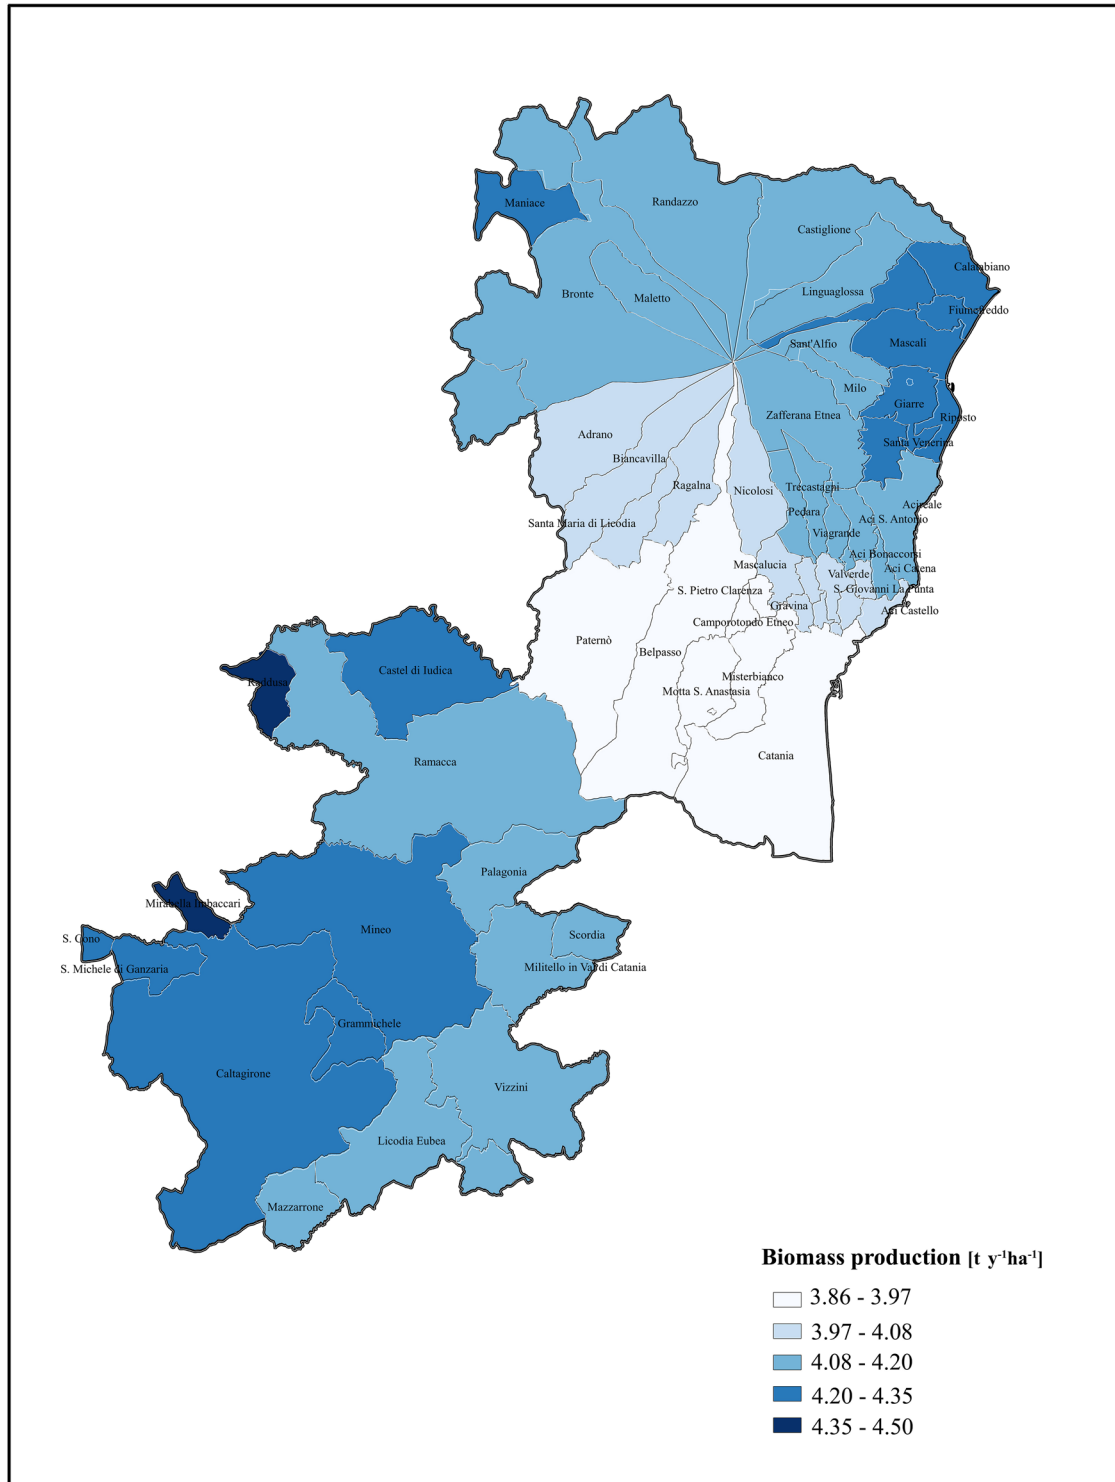 Maniace
Randazzo
Castiglione
Calatabiano
Bronte
Maletto
Linguaglossa
Fiumefreddo
Sant'Alfio
Mascali
Milo
Giarre
Zafferana Etnea
Riposto
Adrano
Santa Venerina
Biancavilla
Ragalna
Nicolosi
Trecastagni
Acireale
Pedara
Aci S. Antonio
Santa Maria di Licodia
Viagrande
Aci Bonaccorsi
Mascalucia
Aci Catena
Valverde
S. Pietro Clarenza
S. Giovanni La Punta
Gravina
Aci Castello
Camporotondo Etneo
Paternò
Belpasso
Castel di Iudica
Misterbianco
Raddusa
Motta S. Anastasia
Catania
Ramacca
Palagonia
Mirabella Imbaccari
Mineo
Scordia
S. Cono
S. Michele di Ganzaria
Militello in Val di Catania
Grammichele
Caltagirone
Vizzini
Licodia Eubea
Mazzarrone
Biomass production [t y⁻¹ha⁻¹]
3.86 - 3.97
3.97 - 4.08
4.08 - 4.20
4.20 - 4.35
4.35 - 4.50